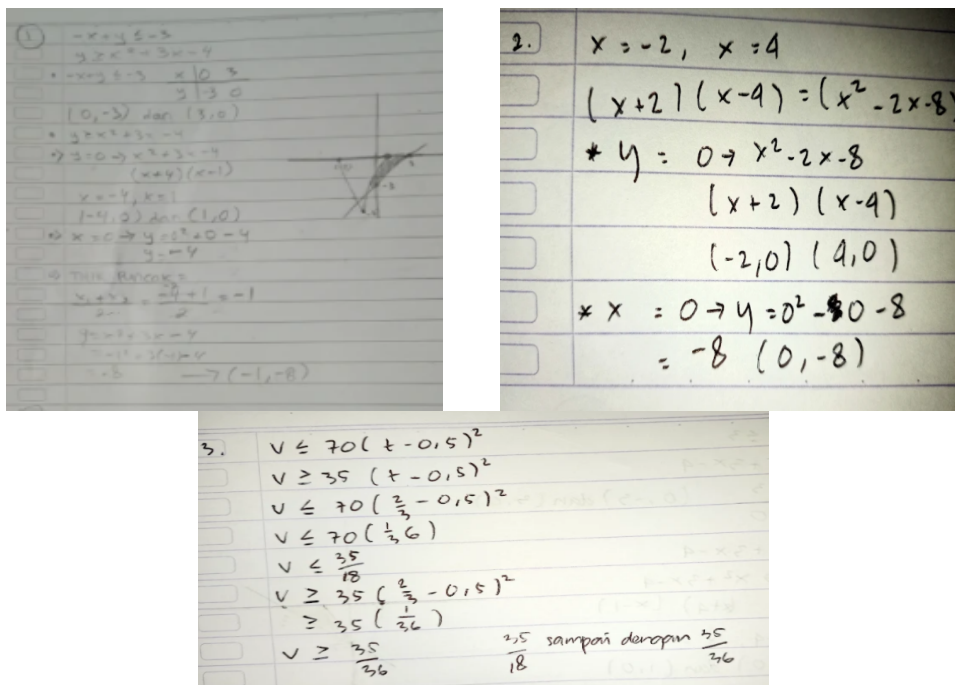 1 -x+y ≤ -3
y ≥ x² + 3x - 4
• -x+y ≤ -3 x | 0 3
y | -3 0
(0,-3) dan (3,0)
• y ≥ x² + 3x - 4
→ y=0 → x² + 3x - 4
(x+4) (x-1)
x = -4, x = 1
(-4,0) dan (1,0)
→ x=0 → y=0²+0-4
y = -4
→ Titik Puncak =
x₁+x₂ / 2 = -4+1 / 2 = -1
y = x² + 3x - 4
= -8 → (-1,-8)
-3
2. x = -2, x = 4
(x+2) (x-4) = (x² - 2x - 8)
* y = 0 → x² - 2x - 8
(x+2) (x-4)
(-2,0) (4,0)
* x = 0 → y = 0² - 0 - 8
= -8 (0,-8)
3. v ≤ 70 (t - 0,5)²
v ≥ 35 (t - 0,5)²
v ≤ 70 (2/3 - 0,5)²
v ≤ 70 (1/36)
v ≤ 35/18
v ≥ 35 (2/3 - 0,5)²
≥ 35 (1/36)
v ≥ 35/36 35/18 sampai dengan 35/36